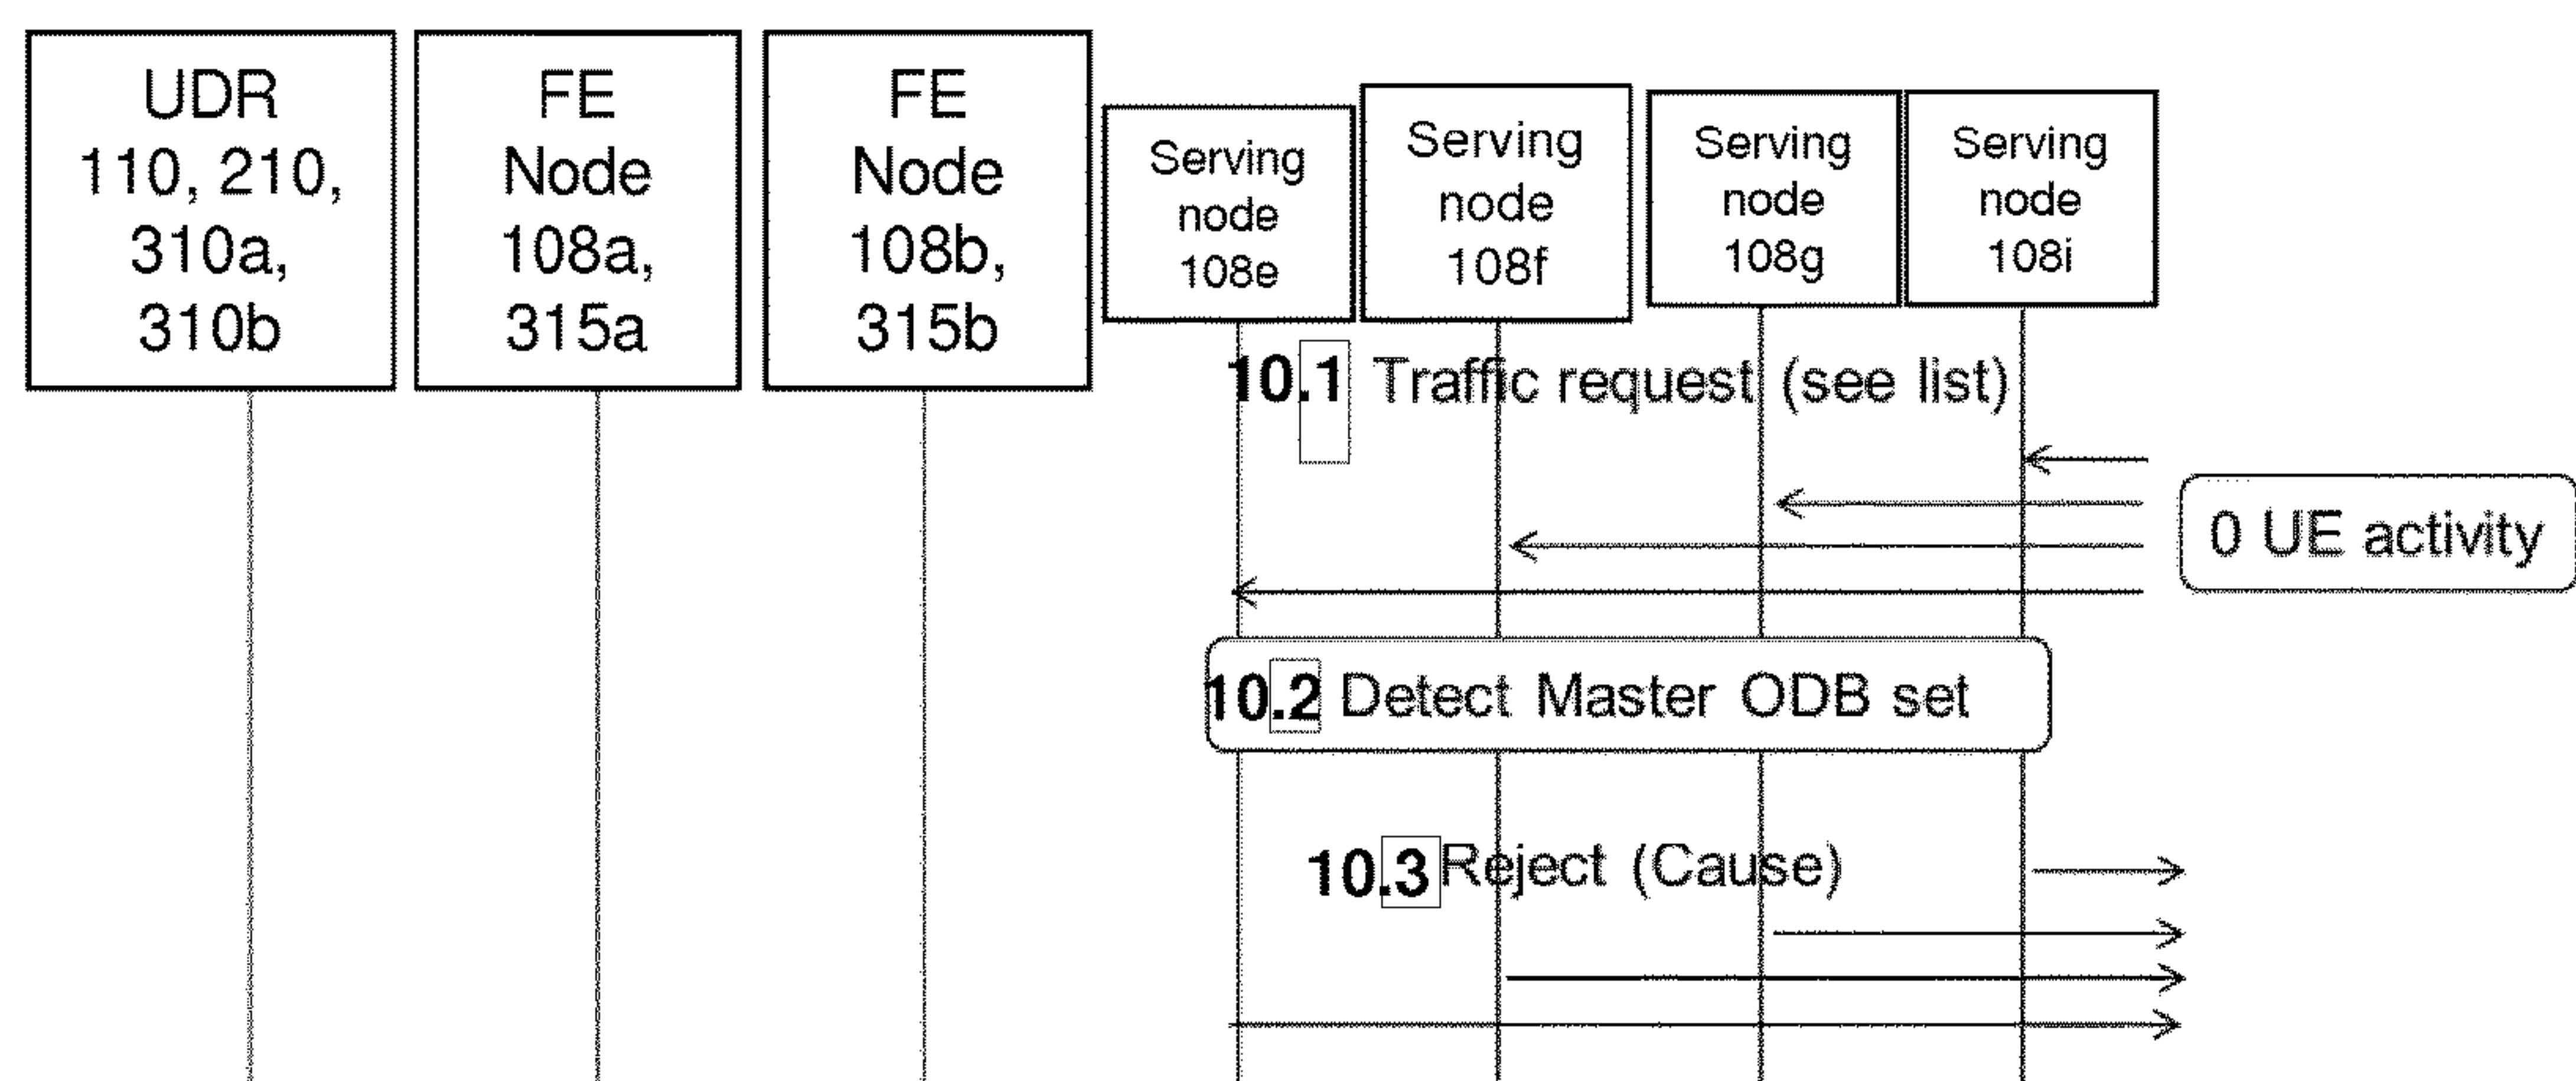 UDR
110, 210,
310a,
310b
FE
Node
108a,
315a
FE
Node
108b,
315b
Serving
node
108e
Serving
node
108f
Serving
node
108g
Serving
node
108i
10.1 Traffic request (see list)
0 UE activity
10.2 Detect Master ODB set
10.3 Reject (Cause)